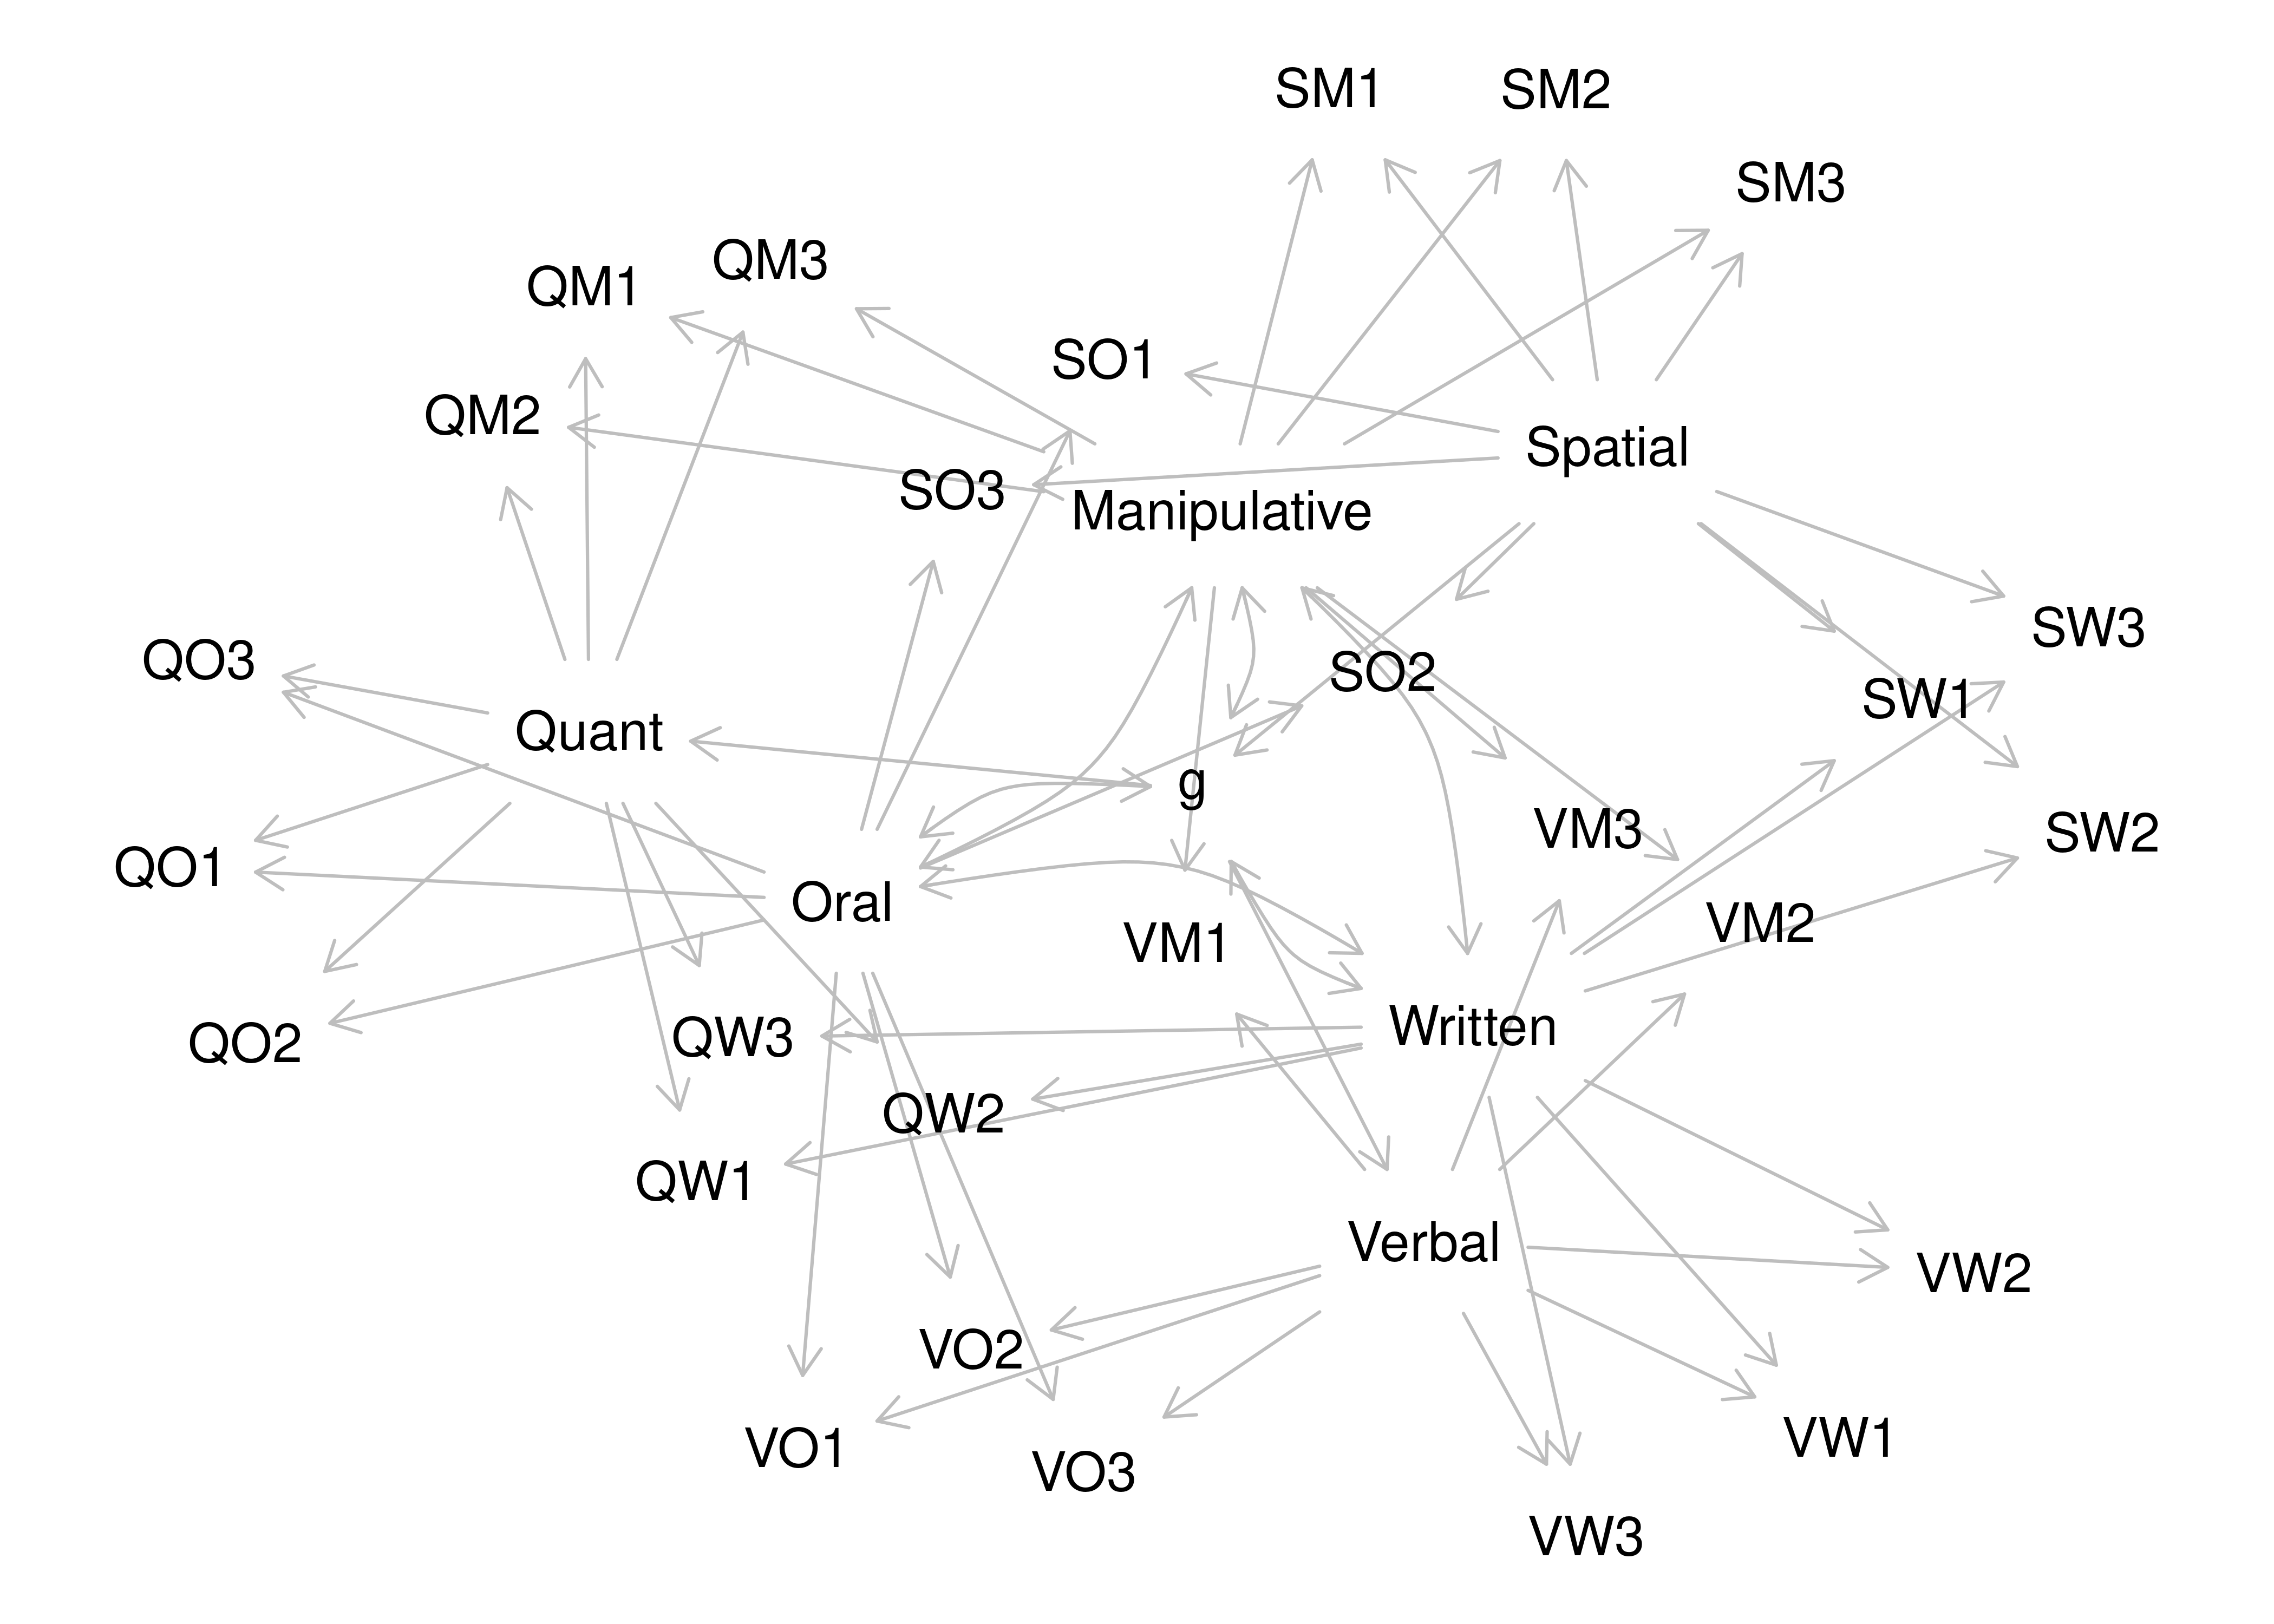 SM1
SM2
SM3
QM3
QM1
SO1
QM2
Spatial
SO3
Manipulative
SW3
QO3
SO2
SW1
Quant
g
VM3
SW2
QO1
Oral
VM2
VM1
Written
QW3
QO2
QW2
QW1
Verbal
VW2
VO2
VW1
VO1
VO3
VW3